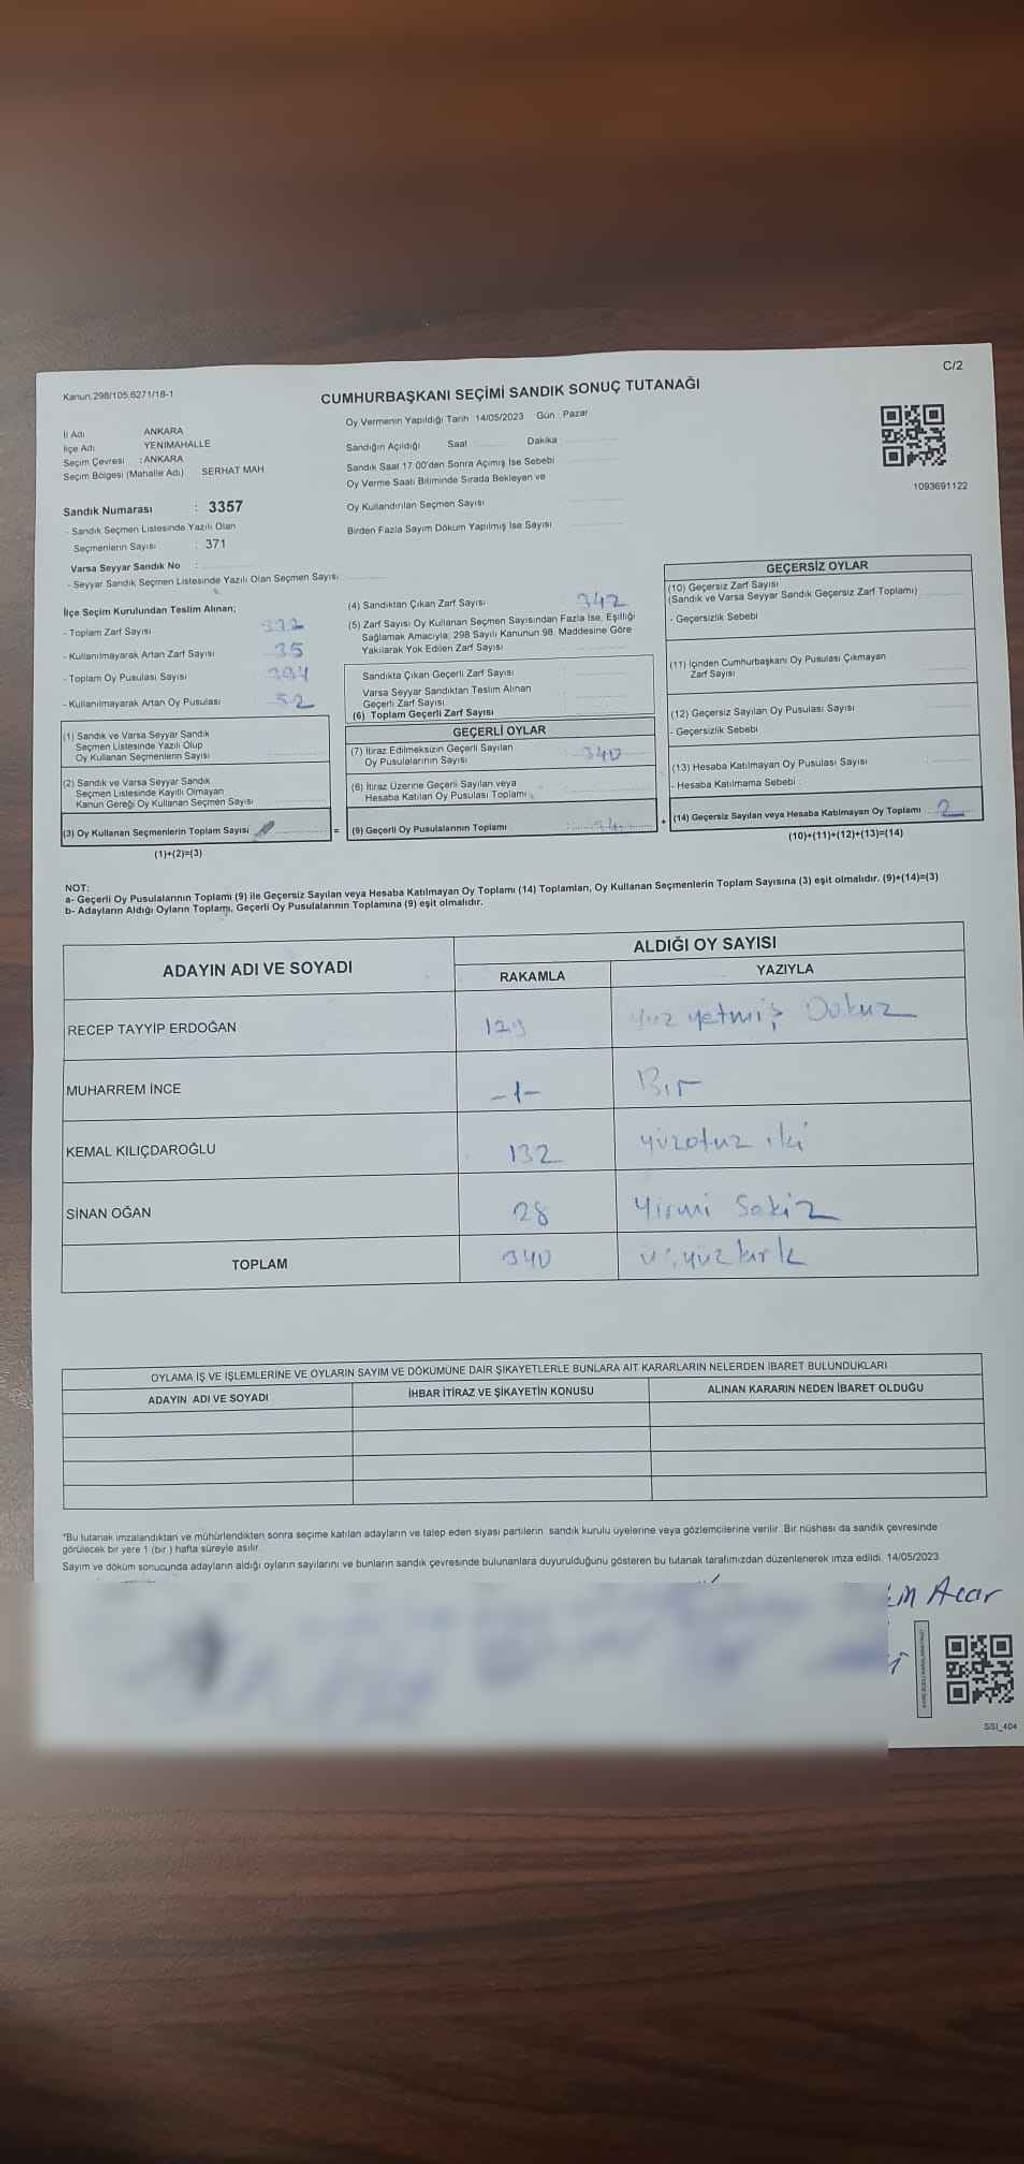 C/2
Kanun 298/105,6271/18-1
CUMHURBAŞKANI SEÇİMİ SANDIK SONUÇ TUTANAĞI
Oy Vermenin Yapıldığı Tarih 14/05/2023 Gün : Pazar
İl Adı ANKARA
İlçe Adı YENİMAHALLE
Seçim Çevresi : ANKARA
Seçim Bölgesi (Mahalle Adı) SERHAT MAH
Sandığın Açıldığı Saat Dakika
Sandık Saat 17:00'den Sonra Açılmış İse Sebebi
Oy Verme Saati Bitiminde Sırada Bekleyen ve
Oy Kullandırılan Seçmen Sayısı
Birden Fazla Sayım Döküm Yapılmış İse Sayısı
1093691122
Sandık Numarası : 3357
- Sandık Seçmen Listesinde Yazılı Olan
Seçmenlerin Sayısı : 371
Varsa Seyyar Sandık No :
- Seyyar Sandık Seçmen Listesinde Yazılı Olan Seçmen Sayısı
İlçe Seçim Kurulundan Teslim Alınan;
- Toplam Zarf Sayısı
- Kullanılmayarak Artan Zarf Sayısı 35
- Toplam Oy Pusulası Sayısı
- Kullanılmayarak Artan Oy Pusulası 52
(1) Sandık ve Varsa Seyyar Sandık
Seçmen Listesinde Yazılı Olup
Oy Kullanan Seçmenlerin Sayısı
(2) Sandık ve Varsa Seyyar Sandık
Seçmen Listesinde Kayıtlı Olmayan
Kanun Gereği Oy Kullanan Seçmen Sayısı
(3) Oy Kullanan Seçmenlerin Toplam Sayısı
(1)+(2)=(3)
(4) Sandıktan Çıkan Zarf Sayısı 342
(5) Zarf Sayısı Oy Kullanan Seçmen Sayısından Fazla İse, Eşitliği
Sağlamak Amacıyla, 298 Sayılı Kanunun 98. Maddesine Göre
Yakılarak Yok Edilen Zarf Sayısı
Sandıkta Çıkan Geçerli Zarf Sayısı
Varsa Seyyar Sandıktan Teslim Alınan
Geçerli Zarf Sayısı
(6) Toplam Geçerli Zarf Sayısı
GEÇERLİ OYLAR
(7) İtiraz Edilmeksizin Geçerli Sayılan
Oy Pusulalarının Sayısı 340
(8) İtiraz Üzerine Geçerli Sayılan veya
Hesaba Katılan Oy Pusulası Toplamı
= (9) Geçerli Oy Pusulalarının Toplamı
GEÇERSİZ OYLAR
(10) Geçersiz Zarf Sayısı
(Sandık ve Varsa Seyyar Sandık Geçersiz Zarf Toplamı)
- Geçersizlik Sebebi
(11) İçinden Cumhurbaşkanı Oy Pusulası Çıkmayan
Zarf Sayısı
(12) Geçersiz Sayılan Oy Pusulası Sayısı
- Geçersizlik Sebebi
(13) Hesaba Katılmayan Oy Pusulası Sayısı
- Hesaba Katılmama Sebebi
+ (14) Geçersiz Sayılan veya Hesaba Katılmayan Oy Toplamı 2
(10)+(11)+(12)+(13)=(14)
NOT:
a- Geçerli Oy Pusulalarının Toplamı (9) ile Geçersiz Sayılan veya Hesaba Katılmayan Oy Toplamı (14) Toplamları, Oy Kullanan Seçmenlerin Toplam Sayısına (3) eşit olmalıdır. (9)+(14)=(3)
b- Adayların Aldığı Oyların Toplamı, Geçerli Oy Pusulalarının Toplamına (9) eşit olmalıdır.
ADAYIN ADI VE SOYADI
ALDIĞI OY SAYISI
RAKAMLA YAZIYLA
RECEP TAYYİP ERDOĞAN yüz yetmiş Dokuz
MUHARREM İNCE -1- Bir
KEMAL KILIÇDAROĞLU 132 yüzotuz iki
SİNAN OĞAN 28 Yirmi Sekiz
TOPLAM 340 üçyüzkırk
OYLAMA İŞ VE İŞLEMLERİNE VE OYLARIN SAYIM VE DÖKÜMÜNE DAİR ŞİKAYETLERLE BUNLARA AİT KARARLARIN NELERDEN İBARET BULUNDUKLARI
ADAYIN ADI VE SOYADI İHBAR İTİRAZ VE ŞİKAYETİN KONUSU ALINAN KARARIN NEDEN İBARET OLDUĞU
"Bu tutanak imzalandıktan ve mühürlendikten sonra seçime katılan adayların ve talep eden siyasi partilerin sandık kurulu üyelerine veya gözlemcilerine verilir. Bir nüshası da sandık çevresinde
görülecek bir yere 1 (bir ) hafta süreyle asılır.
Sayım ve döküm sonucunda adayların aldığı oyların sayılarını ve bunların sandık çevresinde bulunanlara duyurulduğunu gösteren bu tutanak tarafımızdan düzenlenerek imza edildi. 14/05/2023
Acar
SSI_404